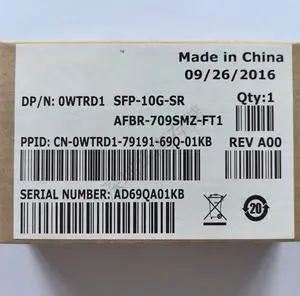 Made in China
09/26/2016
DP/N: 0WTRD1 SFP-10G-SR Qty:1
AFBR-709SMZ-FT1
PPID: CN-0WTRD1-79191-69Q-01KB REV A00
SERIAL NUMBER: AD69QA01KB
20